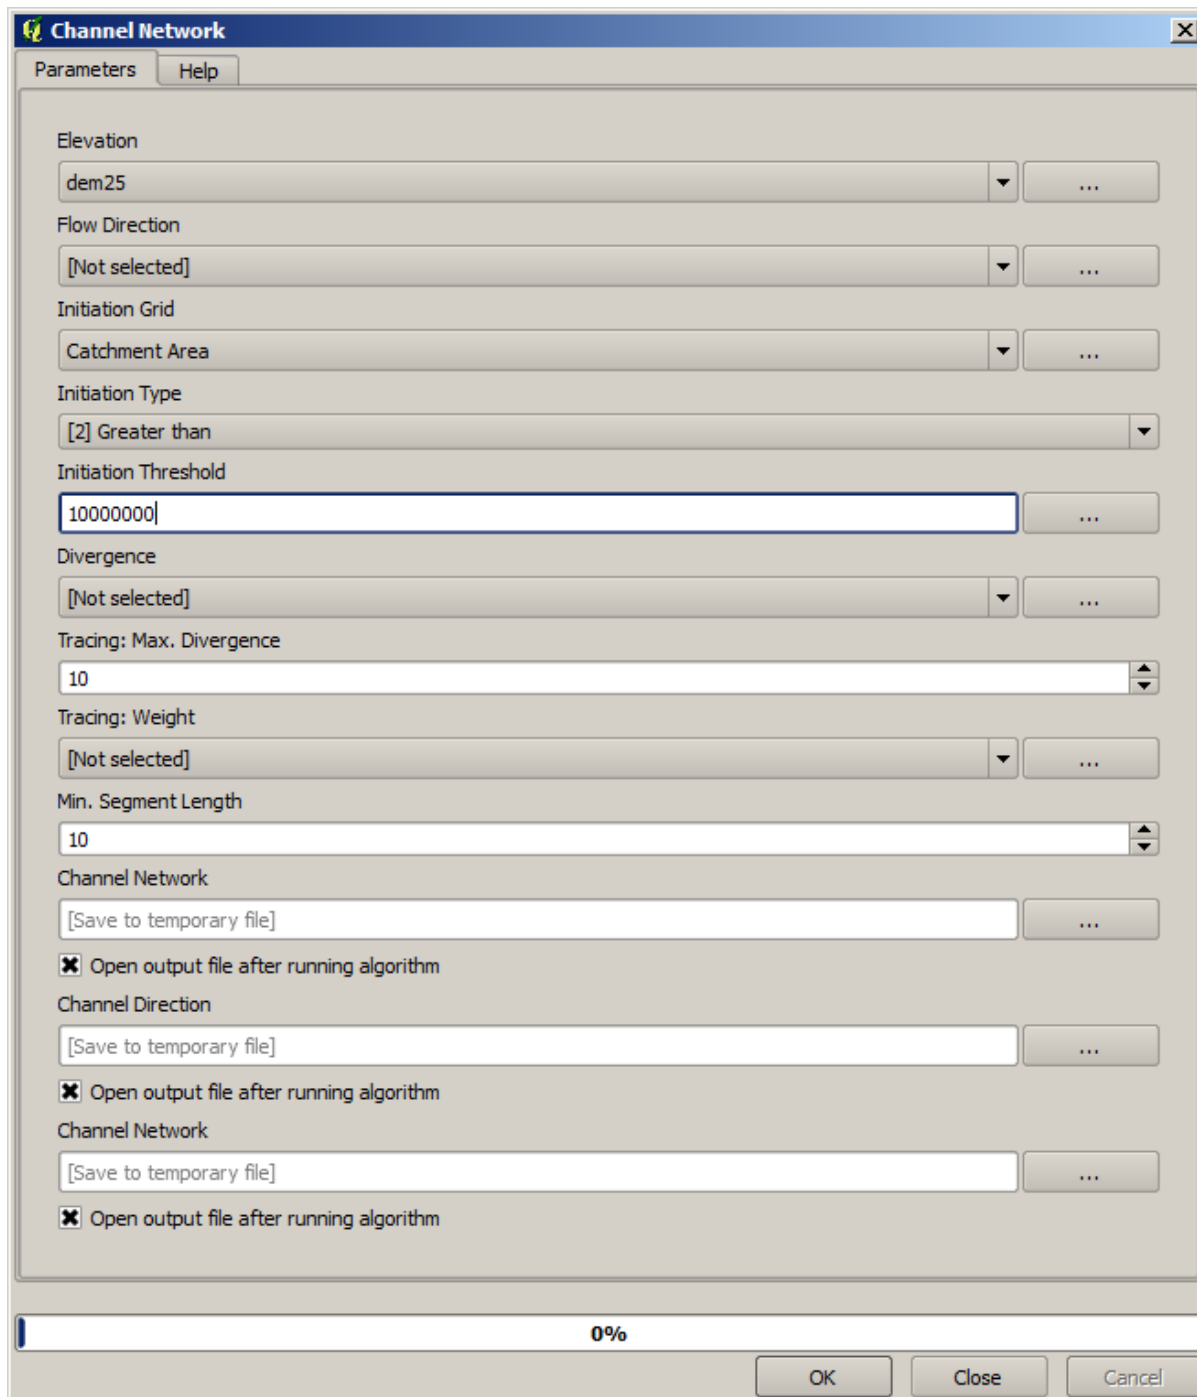 Channel Network
Parameters
Help
Elevation
dem25
...
Flow Direction
[Not selected]
...
Initiation Grid
Catchment Area
...
Initiation Type
[2] Greater than
Initiation Threshold
10000000
...
Divergence
[Not selected]
...
Tracing: Max. Divergence
10
Tracing: Weight
[Not selected]
...
Min. Segment Length
10
Channel Network
[Save to temporary file]
...
Open output file after running algorithm
Channel Direction
[Save to temporary file]
...
Open output file after running algorithm
Channel Network
[Save to temporary file]
...
Open output file after running algorithm
0%
OK
Close
Cancel